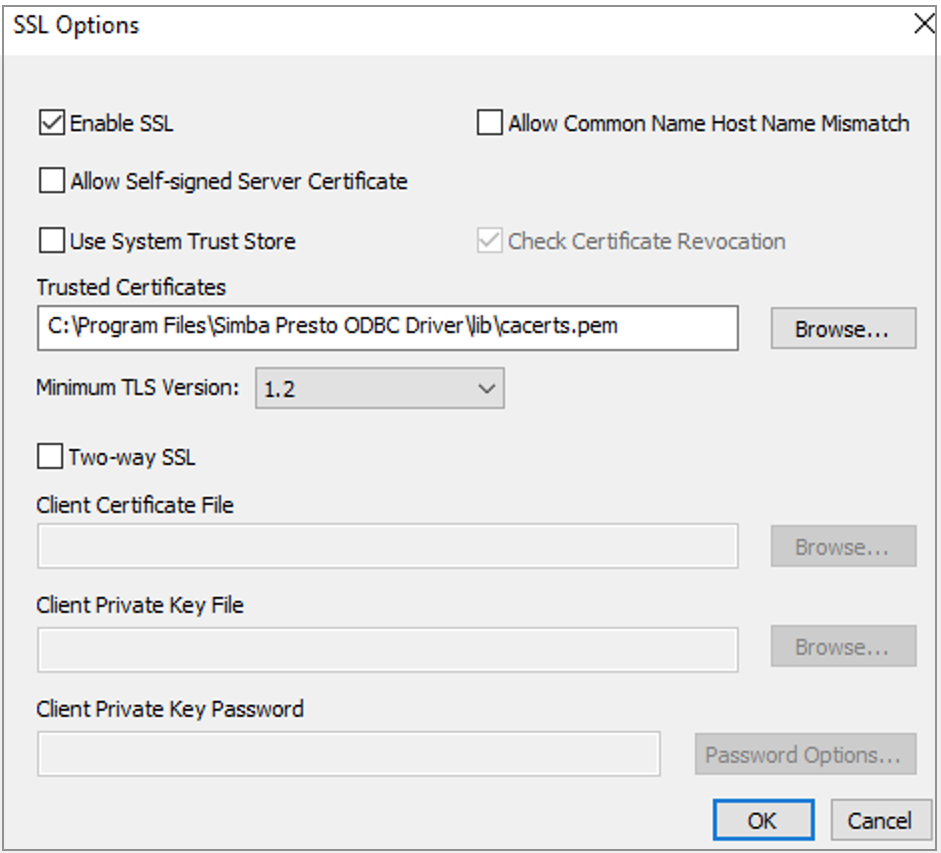 SSL Options
Enable SSL
Allow Common Name Host Name Mismatch
Allow Self-signed Server Certificate
Use System Trust Store
Check Certificate Revocation
Trusted Certificates
C:\Program Files\Simba Presto ODBC Driver\lib\cacerts.pem
Browse...
Minimum TLS Version:
1.2
Two-way SSL
Client Certificate File
Browse...
Client Private Key File
Browse...
Client Private Key Password
Password Options...
OK
Cancel